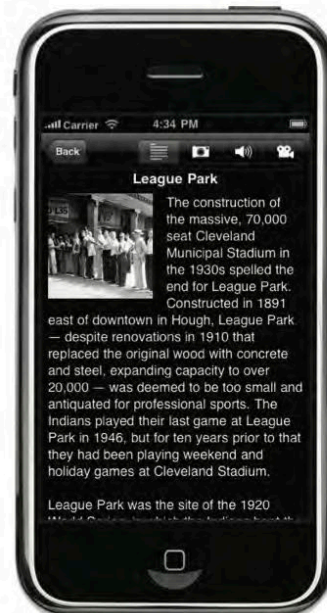 Carrier 4:34 PM
Back
League Park
The construction of
the massive, 70,000
seat Cleveland
Municipal Stadium in
the 1930s spelled the
end for League Park.
Constructed in 1891
east of downtown in Hough, League Park
— despite renovations in 1910 that
replaced the original wood with concrete
and steel, expanding capacity to over
20,000 — was deemed to be too small and
antiquated for professional sports. The
Indians played their last game at League
Park in 1946, but for ten years prior to that
they had been playing weekend and
holiday games at Cleveland Stadium.
League Park was the site of the 1920